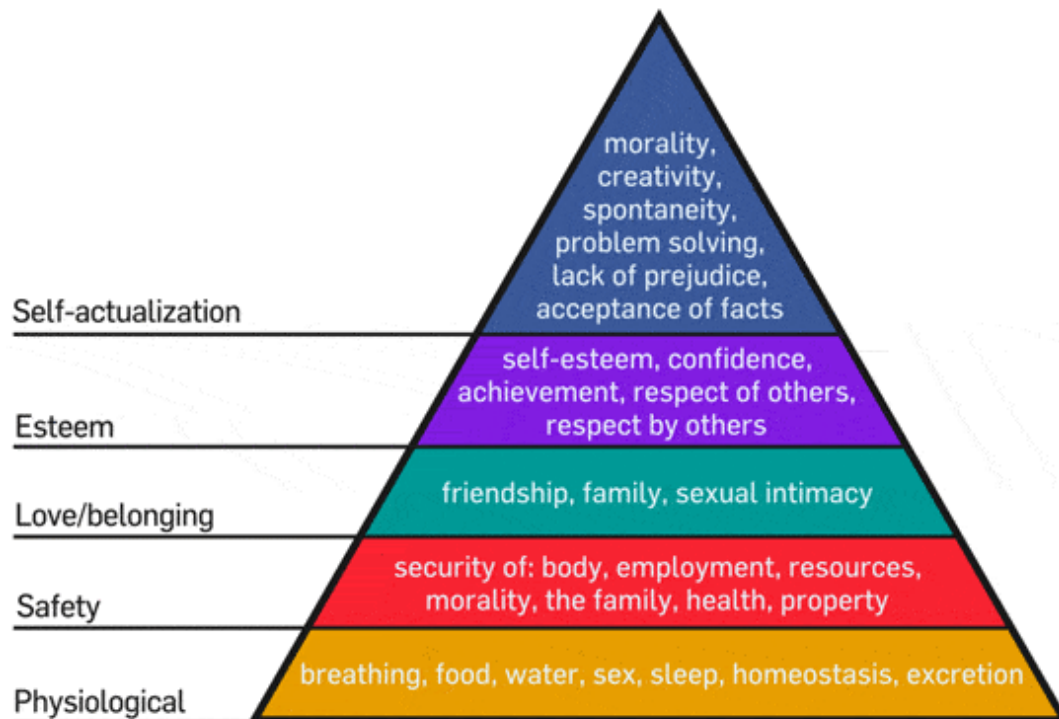 morality,
creativity,
spontaneity,
problem solving,
lack of prejudice,
acceptance of facts
Self-actualization
self-esteem, confidence,
achievement, respect of others,
respect by others
Esteem
friendship, family, sexual intimacy
Love/belonging
security of: body, employment, resources,
morality, the family, health, property
Safety
breathing, food, water, sex, sleep, homeostasis, excretion
Physiological